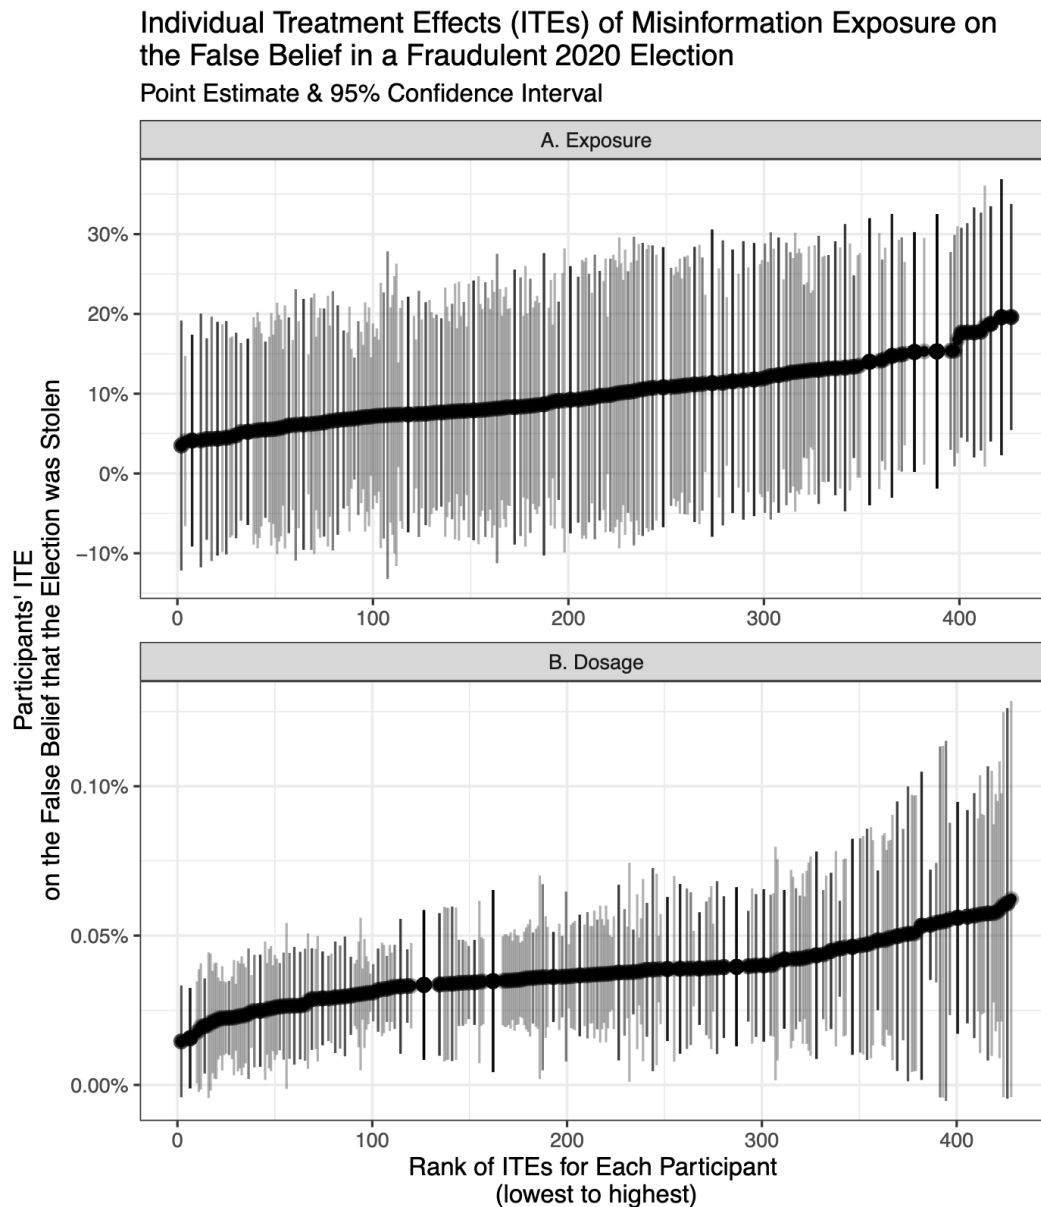 Individual Treatment Effects (ITEs) of Misinformation Exposure on
the False Belief in a Fraudulent 2020 Election
Point Estimate & 95% Confidence Interval
Participants' ITE
on the False Belief that the Election was Stolen
A. Exposure
30%
20%
10%
0%
−10%
0 100 200 300 400
B. Dosage
0.10%
0.05%
0.00%
0 100 200 300 400
Rank of ITEs for Each Participant
(lowest to highest)